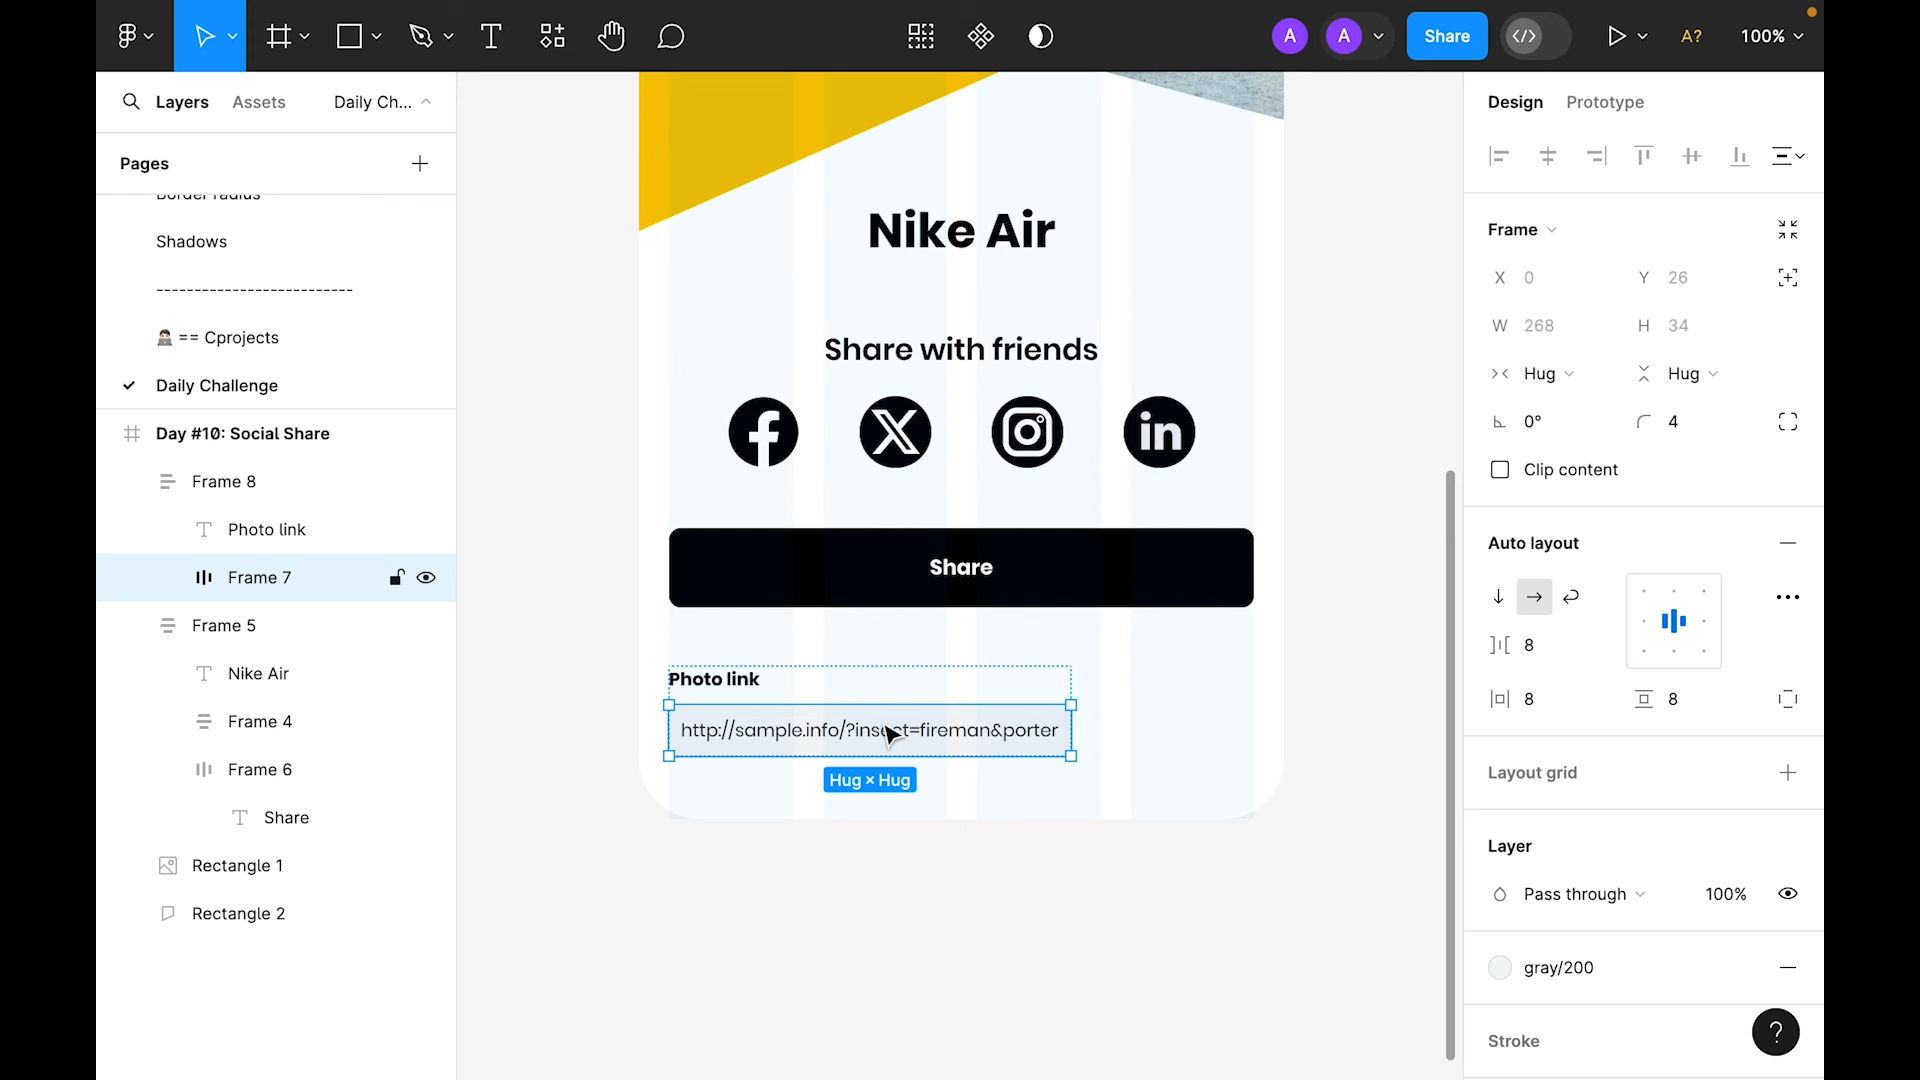 A
A
Share
A?
100%
Layers
Assets
Daily Ch...
Pages
Border radius
Shadows
---------------------------
== Cprojects
Daily Challenge
Day #10: Social Share
Frame 8
Photo link
Frame 7
Frame 5
Nike Air
Frame 4
Frame 6
Share
Rectangle 1
Rectangle 2
Nike Air
Share with friends
in
Share
Photo link
http://sample.info/?insect=fireman&porter
Hug × Hug
Design
Prototype
Frame
X 0
Y 26
W 268
H 34
Hug
Hug
0°
4
Clip content
Auto layout
8
8
8
Layout grid
Layer
Pass through
100%
gray/200
Stroke
?